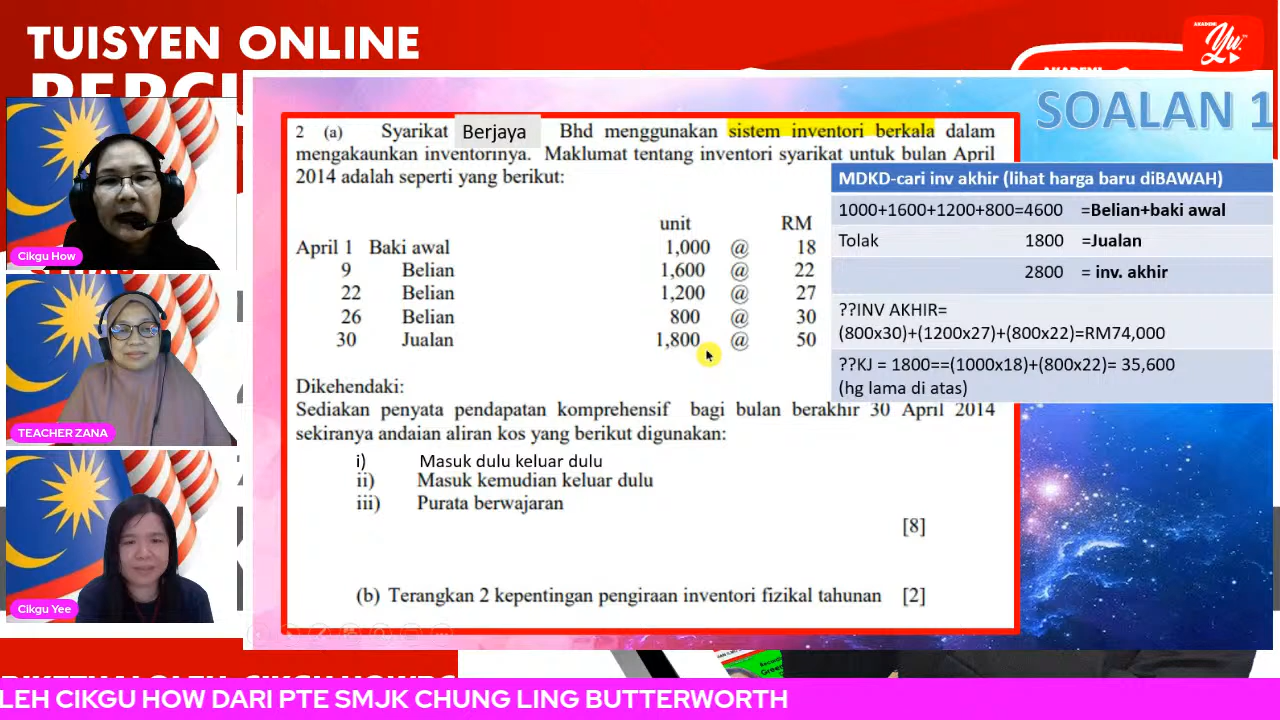 TUISYEN ONLINE
AKADEMI
Yu
SOALAN 1
2 (a) Syarikat Berjaya Bhd menggunakan sistem inventori berkala dalam
mengakaunkan inventorinya. Maklumat tentang inventori syarikat untuk bulan April
2014 adalah seperti yang berikut:
unit RM
April 1 Baki awal 1,000 @ 18
9 Belian 1,600 @ 22
22 Belian 1,200 @ 27
26 Belian 800 @ 30
30 Jualan 1,800 @ 50
Dikehendaki:
Sediakan penyata pendapatan komprehensif bagi bulan berakhir 30 April 2014
sekiranya andaian aliran kos yang berikut digunakan:
i) Masuk dulu keluar dulu
ii) Masuk kemudian keluar dulu
iii) Purata berwajaran
[8]
(b) Terangkan 2 kepentingan pengiraan inventori fizikal tahunan [2]
MDKD-cari inv akhir (lihat harga baru diBAWAH)
1000+1600+1200+800=4600 =Belian+baki awal
Tolak 1800 =Jualan
2800 = inv. akhir
??INV AKHIR=
(800x30)+(1200x27)+(800x22)=RM74,000
??KJ = 1800==(1000x18)+(800x22)= 35,600
(hg lama di atas)
Cikgu How
TEACHER ZANA
Cikgu Yee
LEH CIKGU HOW DARI PTE SMJK CHUNG LING BUTTERWORTH